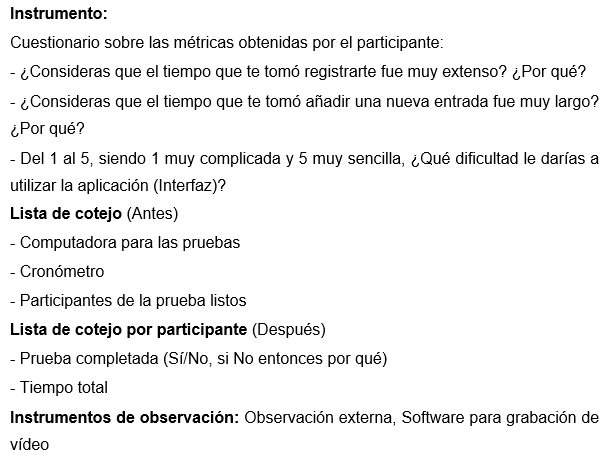 Instrumento:
Cuestionario sobre las métricas obtenidas por el participante:
- ¿Consideras que el tiempo que te tomó registrarte fue muy extenso? ¿Por qué?
- ¿Consideras que el tiempo que te tomó añadir una nueva entrada fue muy largo?
¿Por qué?
- Del 1 al 5, siendo 1 muy complicada y 5 muy sencilla, ¿Qué dificultad le darías a
utilizar la aplicación (Interfaz)?
Lista de cotejo (Antes)
- Computadora para las pruebas
- Cronómetro
- Participantes de la prueba listos
Lista de cotejo por participante (Después)
- Prueba completada (Sí/No, si No entonces por qué)
- Tiempo total
Instrumentos de observación: Observación externa, Software para grabación de
vídeo